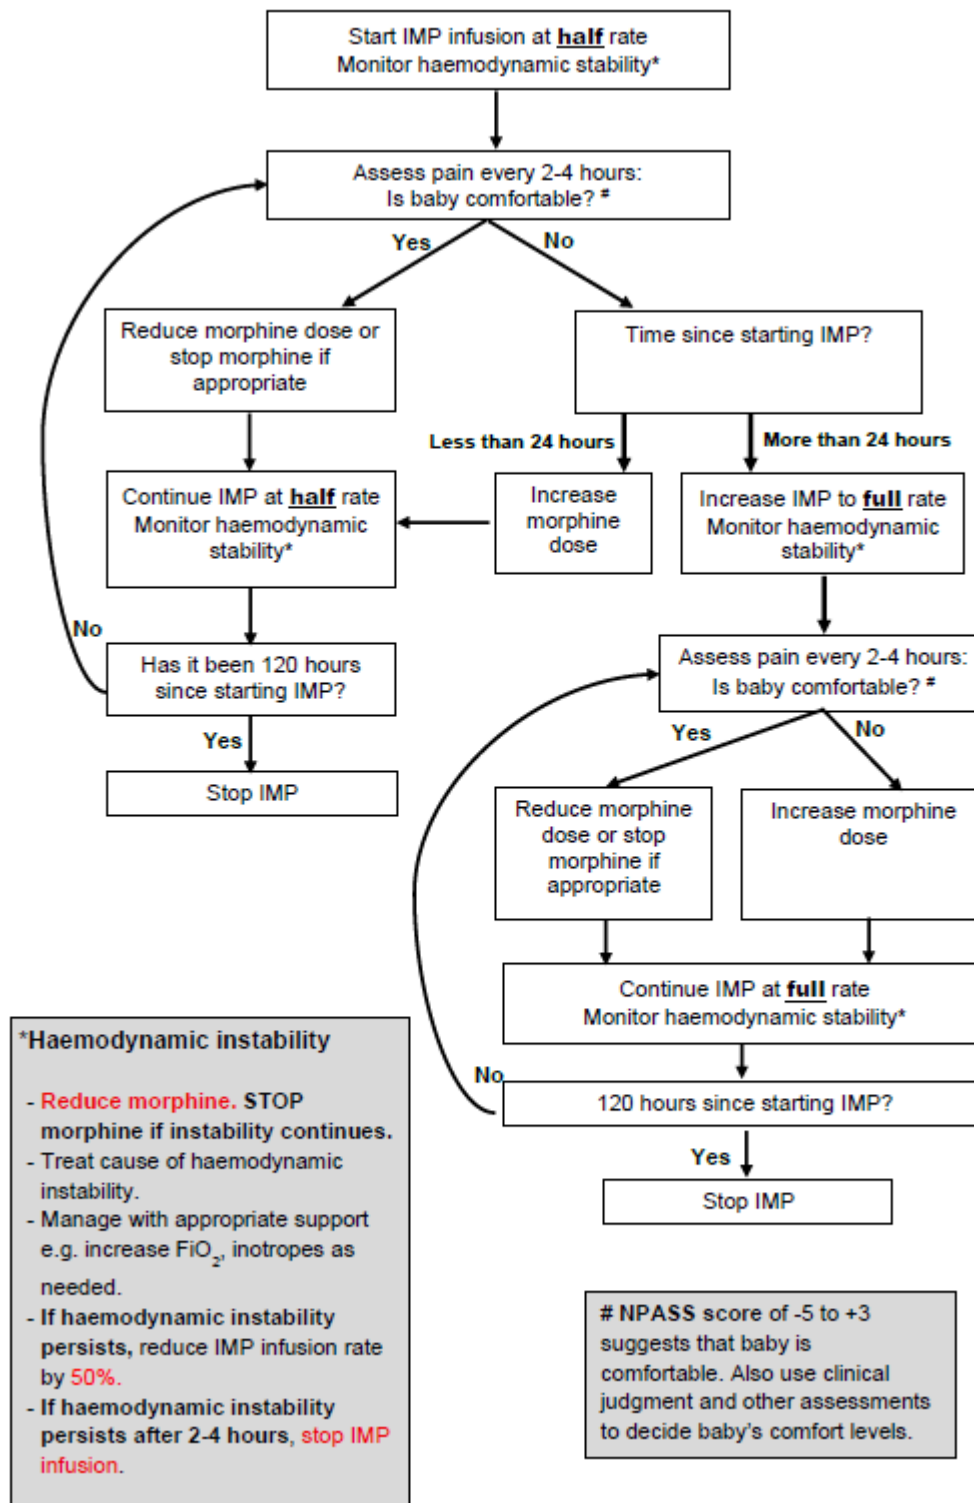 Start IMP infusion at half rate
Monitor haemodynamic stability*
Assess pain every 2-4 hours:
Is baby comfortable? #
Yes
No
Reduce morphine dose or
stop morphine if
appropriate
Time since starting IMP?
Less than 24 hours
More than 24 hours
Continue IMP at half rate
Monitor haemodynamic
stability*
Increase
morphine
dose
Increase IMP to full rate
Monitor haemodynamic
stability*
No
Has it been 120 hours
since starting IMP?
Assess pain every 2-4 hours:
Is baby comfortable? #
Yes
Stop IMP
Yes
No
Reduce morphine
dose or stop
morphine if
appropriate
Increase morphine
dose
Continue IMP at full rate
Monitor haemodynamic stability*
No
120 hours since starting IMP?
Yes
Stop IMP
*Haemodynamic instability
- Reduce morphine. STOP
morphine if instability continues.
- Treat cause of haemodynamic
instability.
- Manage with appropriate support
e.g. increase FiO2, inotropes as
needed.
- If haemodynamic instability
persists, reduce IMP infusion rate
by 50%.
- If haemodynamic instability
persists after 2-4 hours, stop IMP
infusion.
# NPASS score of -5 to +3
suggests that baby is
comfortable. Also use clinical
judgment and other assessments
to decide baby's comfort levels.